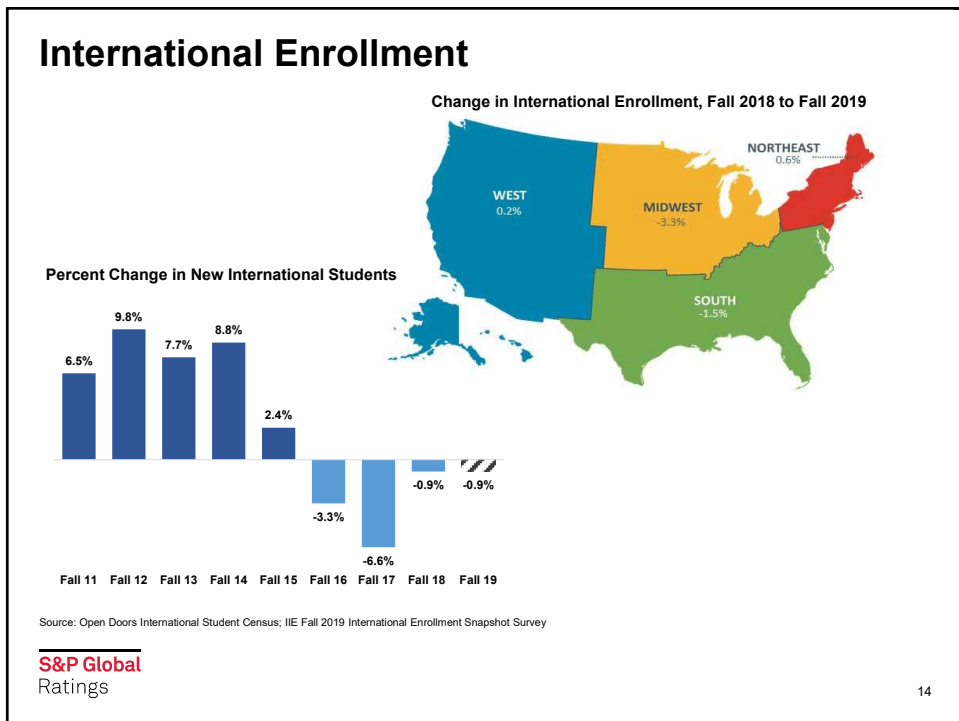 International Enrollment
Change in International Enrollment, Fall 2018 to Fall 2019
NORTHEAST
0.6%
WEST
0.2%
MIDWEST
-3.3%
SOUTH
-1.5%
Percent Change in New International Students
6.5%
9.8%
7.7%
8.8%
2.4%
-3.3%
-6.6%
-0.9%
-0.9%
Fall 11 Fall 12 Fall 13 Fall 14 Fall 15 Fall 16 Fall 17 Fall 18 Fall 19
Source: Open Doors International Student Census; IIE Fall 2019 International Enrollment Snapshot Survey
S&P Global
Ratings
14